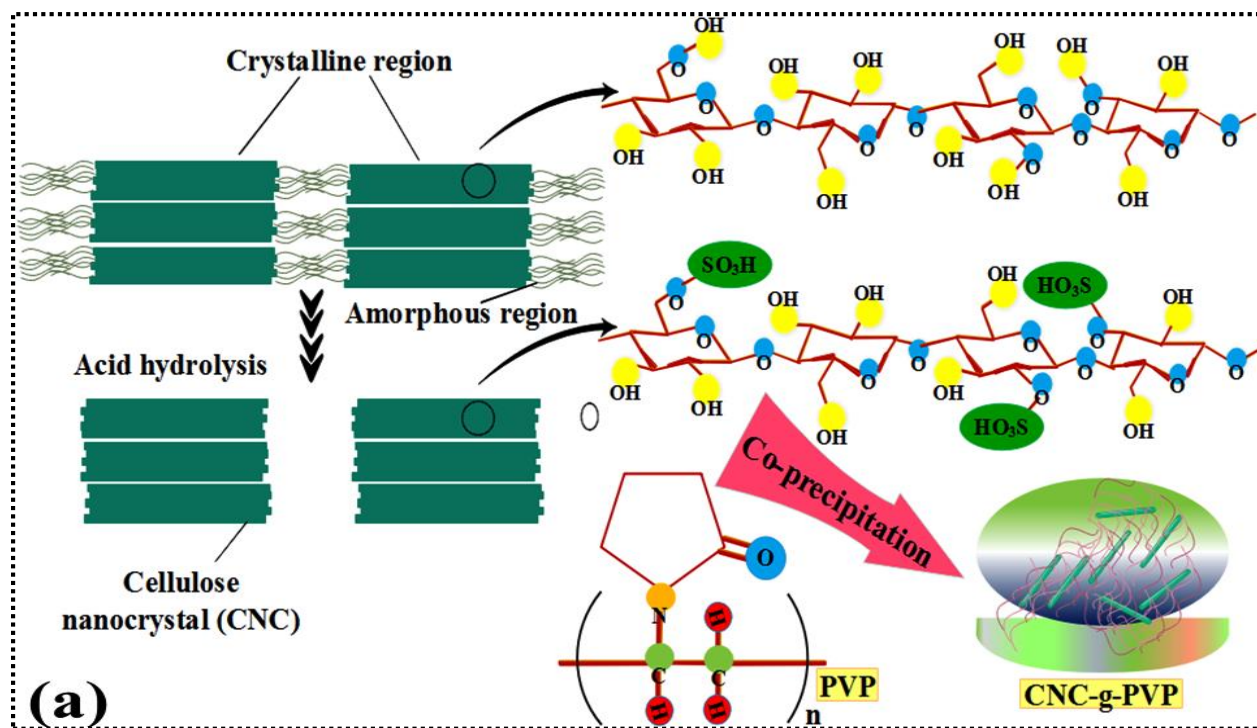 Crystalline region
OH
O
O
OH
OH
O
OH
OH
O
OH
O
OH
OH
O
OH
O
OH
O
OH
O
OH
O
OH
O
OH
Amorphous region
Acid hydrolysis
SO₃H
O
O
OH
OH
O
OH
OH
O
OH
O
OH
O
OH
O
HO₃S
HO₃S
O
O
OH
O
OH
O
Cellulose
nanocrystal (CNC)
Co-precipitation
O
N
H
C
C
H
H
n
PVP
CNC-g-PVP
(a)